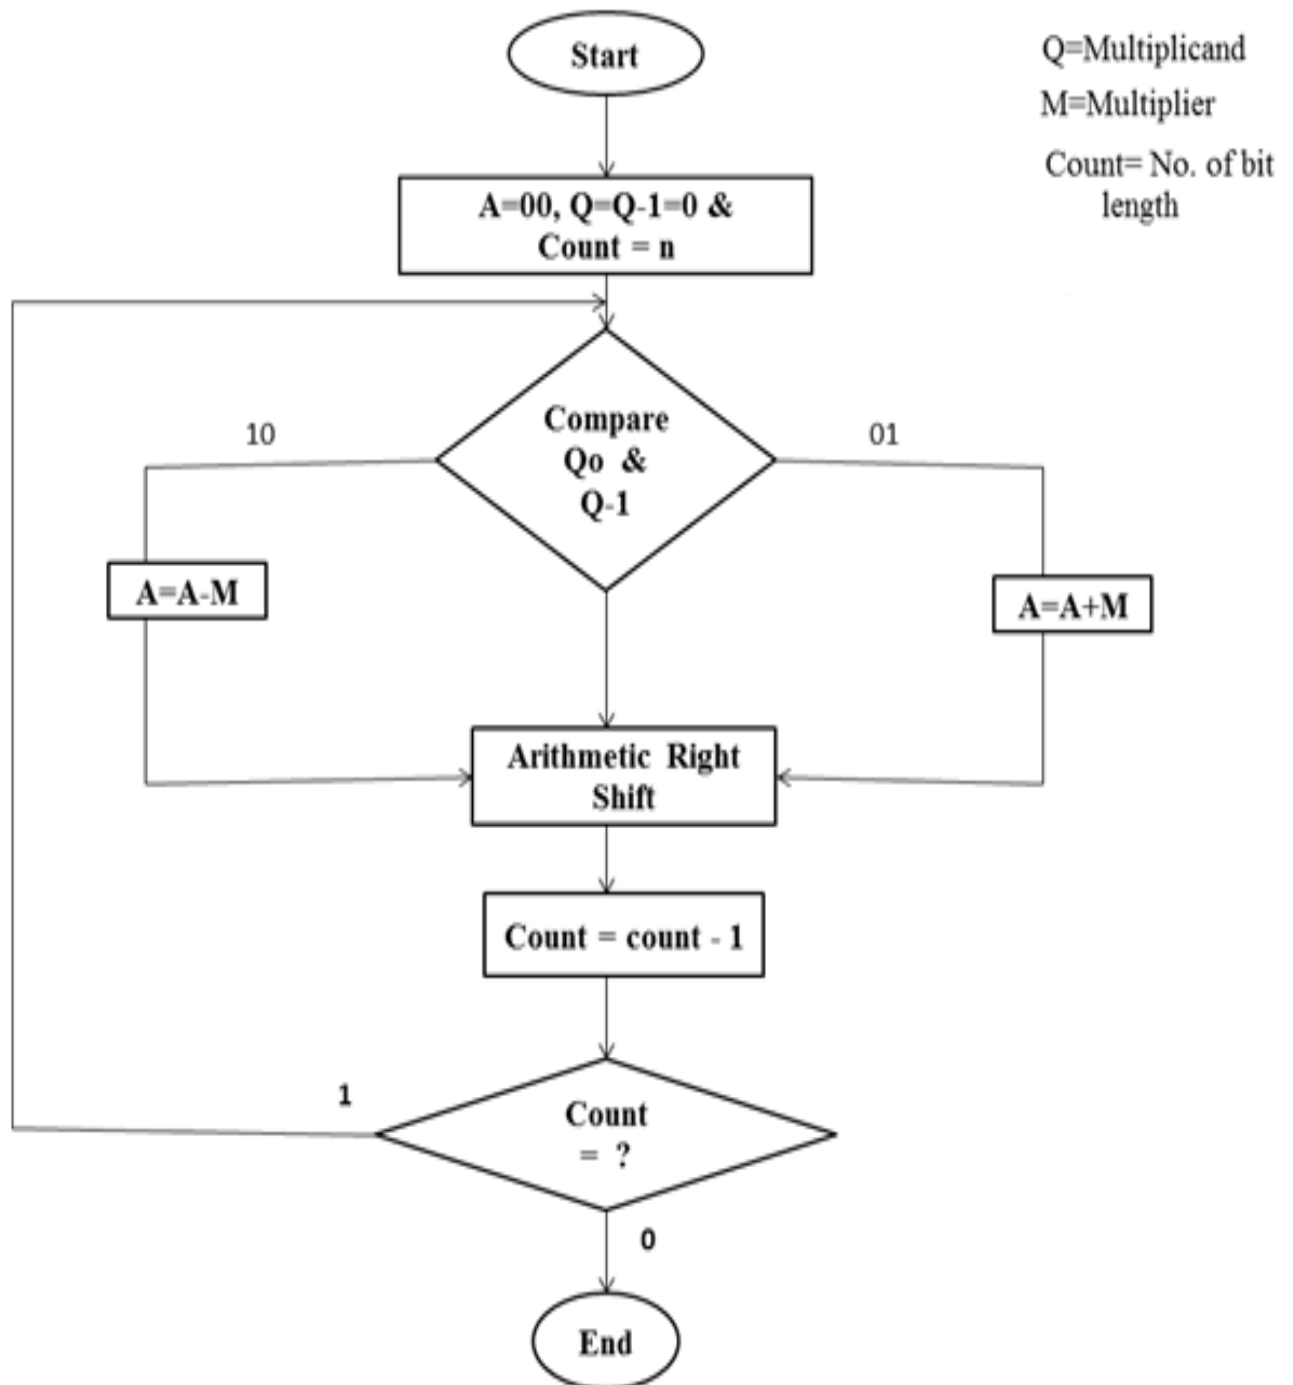 Start
Q=Multiplicand
M=Multiplier
Count= No. of bit
length
A=00, Q=Q-1=0 &
Count = n
Compare
Qo &
Q-1
10
01
A=A-M
A=A+M
Arithmetic Right
Shift
Count = count - 1
Count
= ?
1
0
End